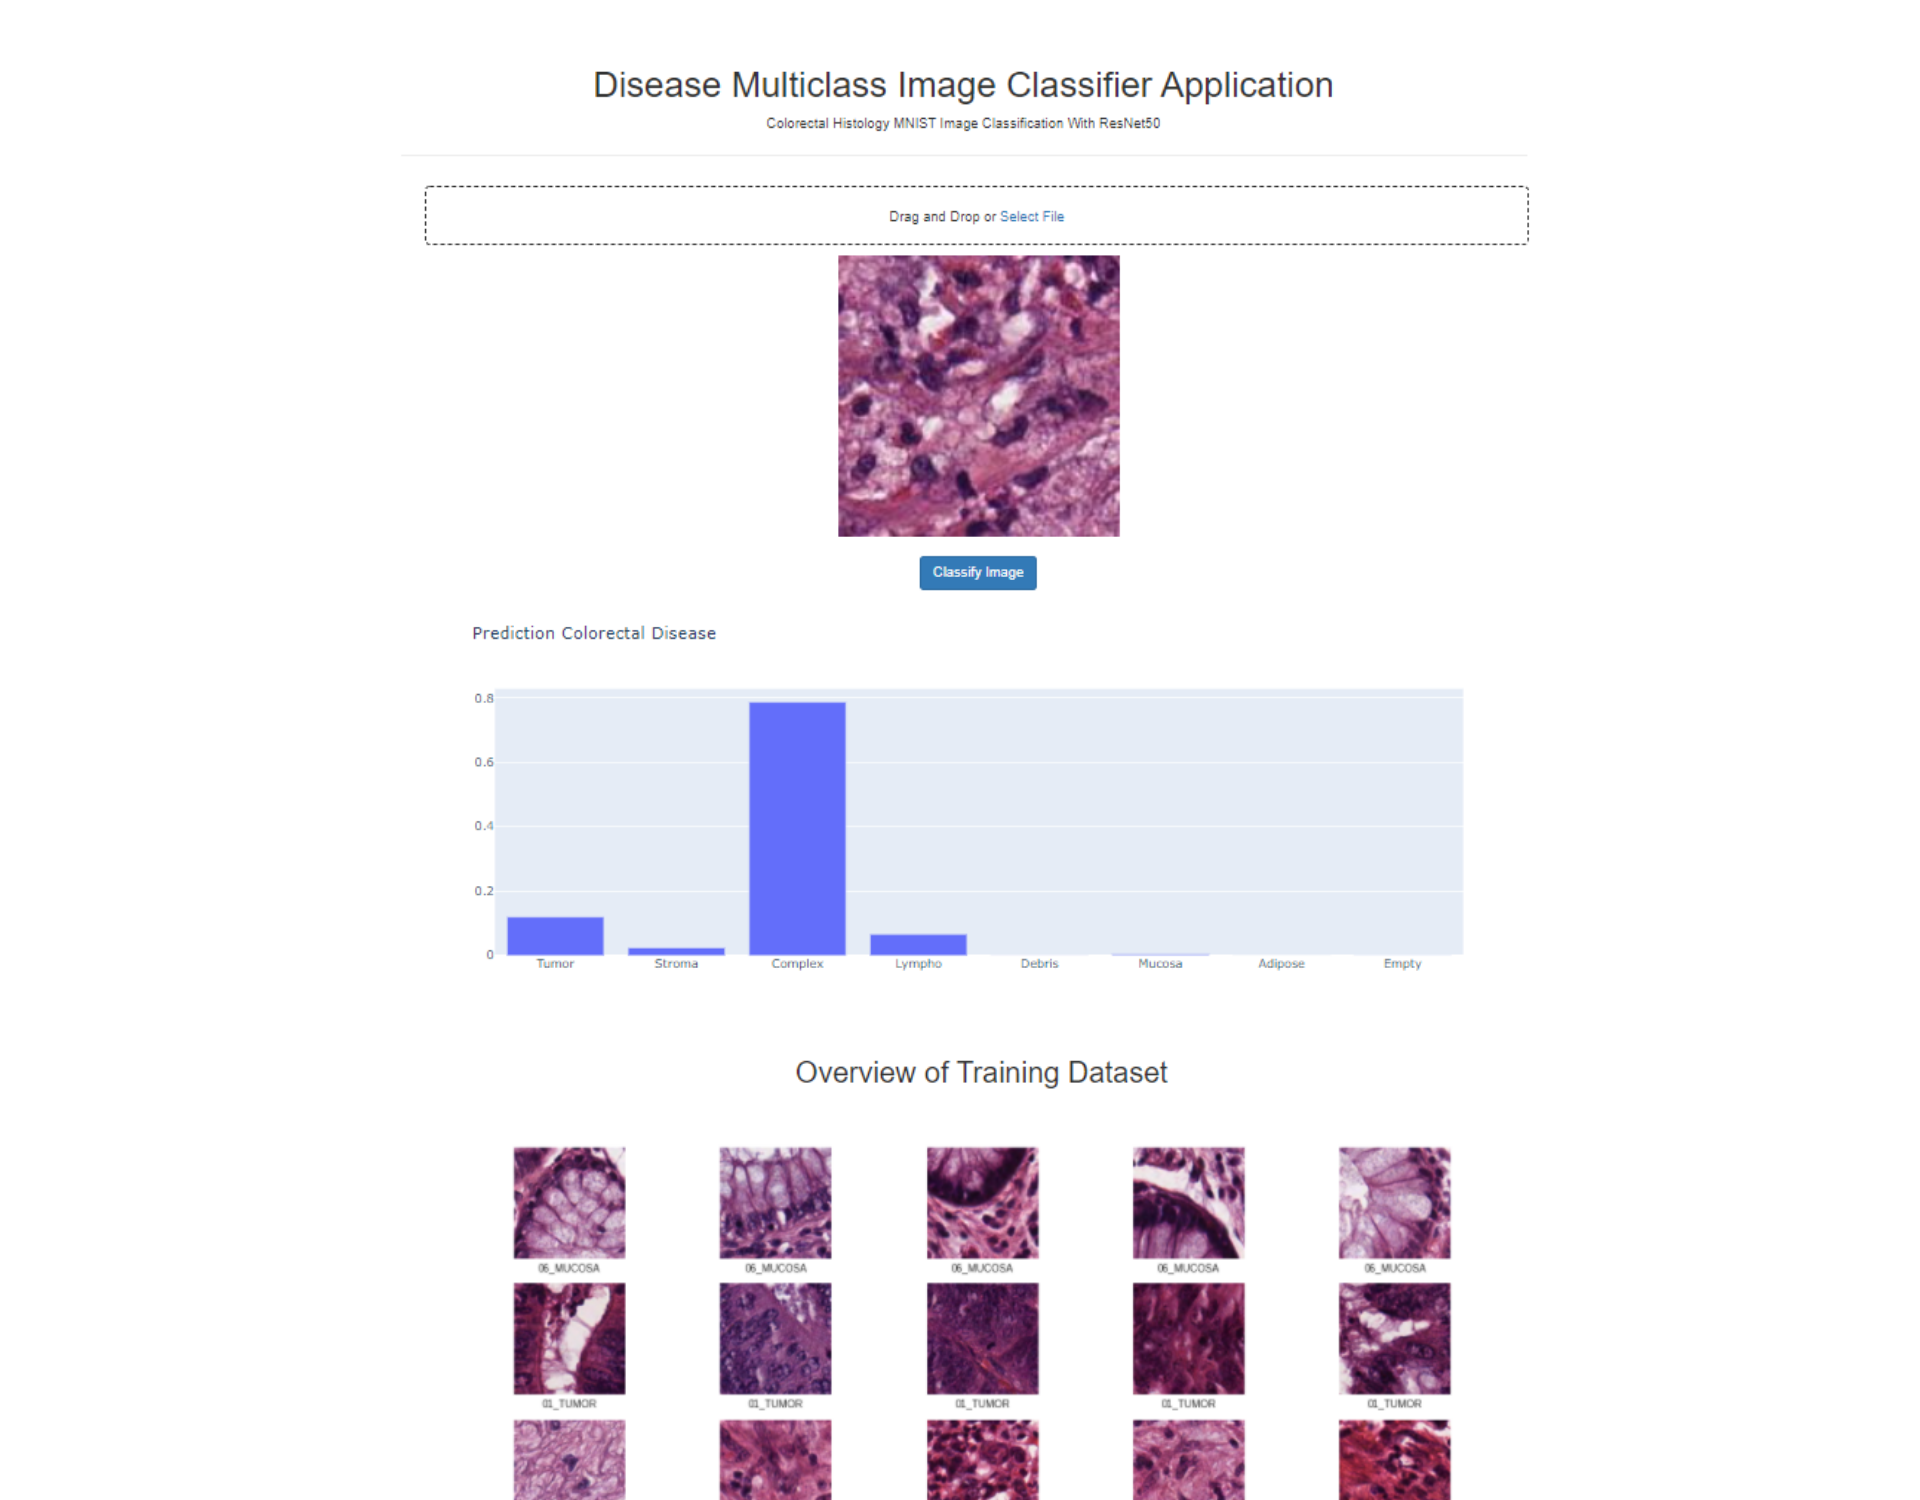 Disease Multiclass Image Classifier Application
Colorectal Histology MNIST Image Classification With ResNet50
Drag and Drop or Select File
Classify Image
Prediction Colorectal Disease
0.8
0.6
0.4
0.2
0
Tumor Stroma Complex Lympho Debris Mucosa Adipose Empty
Overview of Training Dataset
06_MUCOSA 06_MUCOSA 06_MUCOSA 06_MUCOSA 06_MUCOSA
01_TUMOR 01_TUMOR 01_TUMOR 01_TUMOR 01_TUMOR